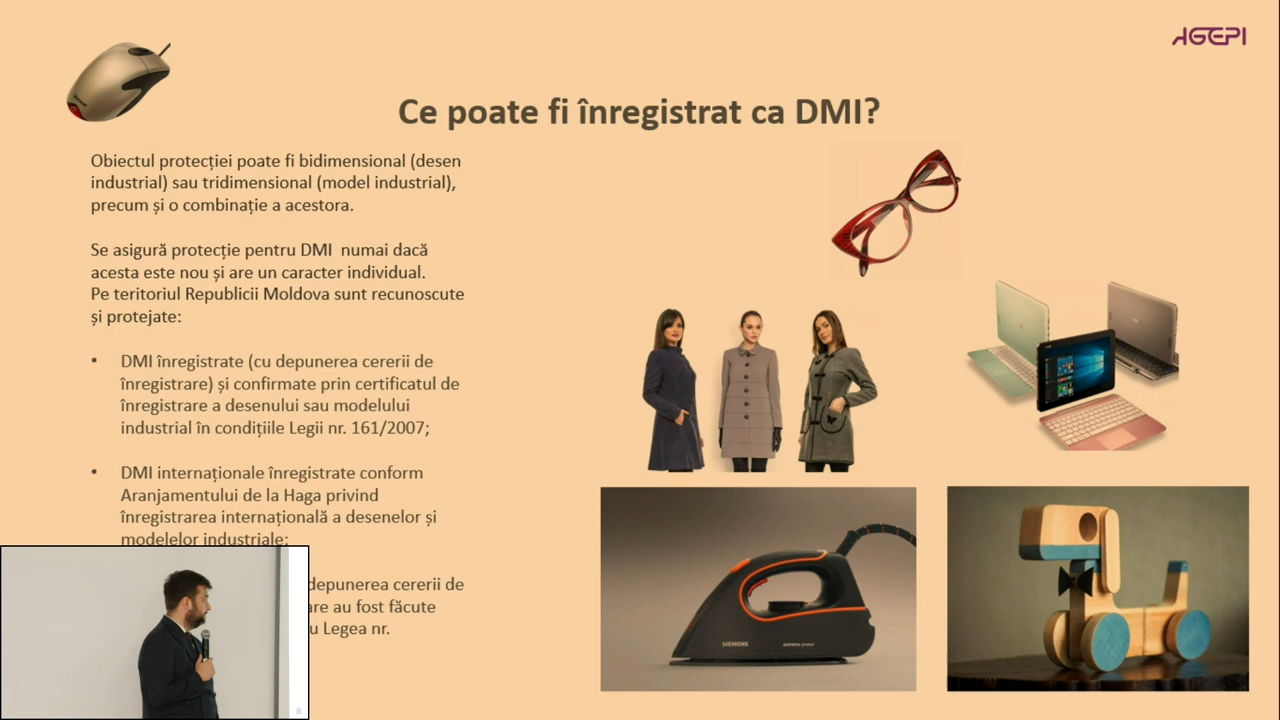 AGEPI
Ce poate fi înregistrat ca DMI?
Obiectul protecției poate fi bidimensional (desen
industrial) sau tridimensional (model industrial),
precum și o combinație a acestora.
Se asigură protecție pentru DMI numai dacă
acesta este nou și are un caracter individual.
Pe teritoriul Republicii Moldova sunt recunoscute
și protejate:
• DMI înregistrate (cu depunerea cererii de
înregistrare) și confirmate prin certificatul de
înregistrare a desenului sau modelului
industrial în condițiile Legii nr. 161/2007;
• DMI internaționale înregistrate conform
Aranjamentului de la Haga privind
înregistrarea internațională a desenelor și
modelelor industriale;
depunerea cererii de
are au fost făcute
u Legea nr.
SIEMENS